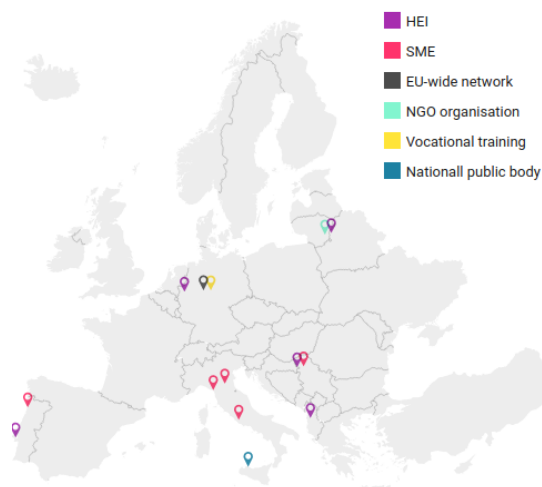 HEI
SME
EU-wide network
NGO organisation
Vocational training
Nationall public body